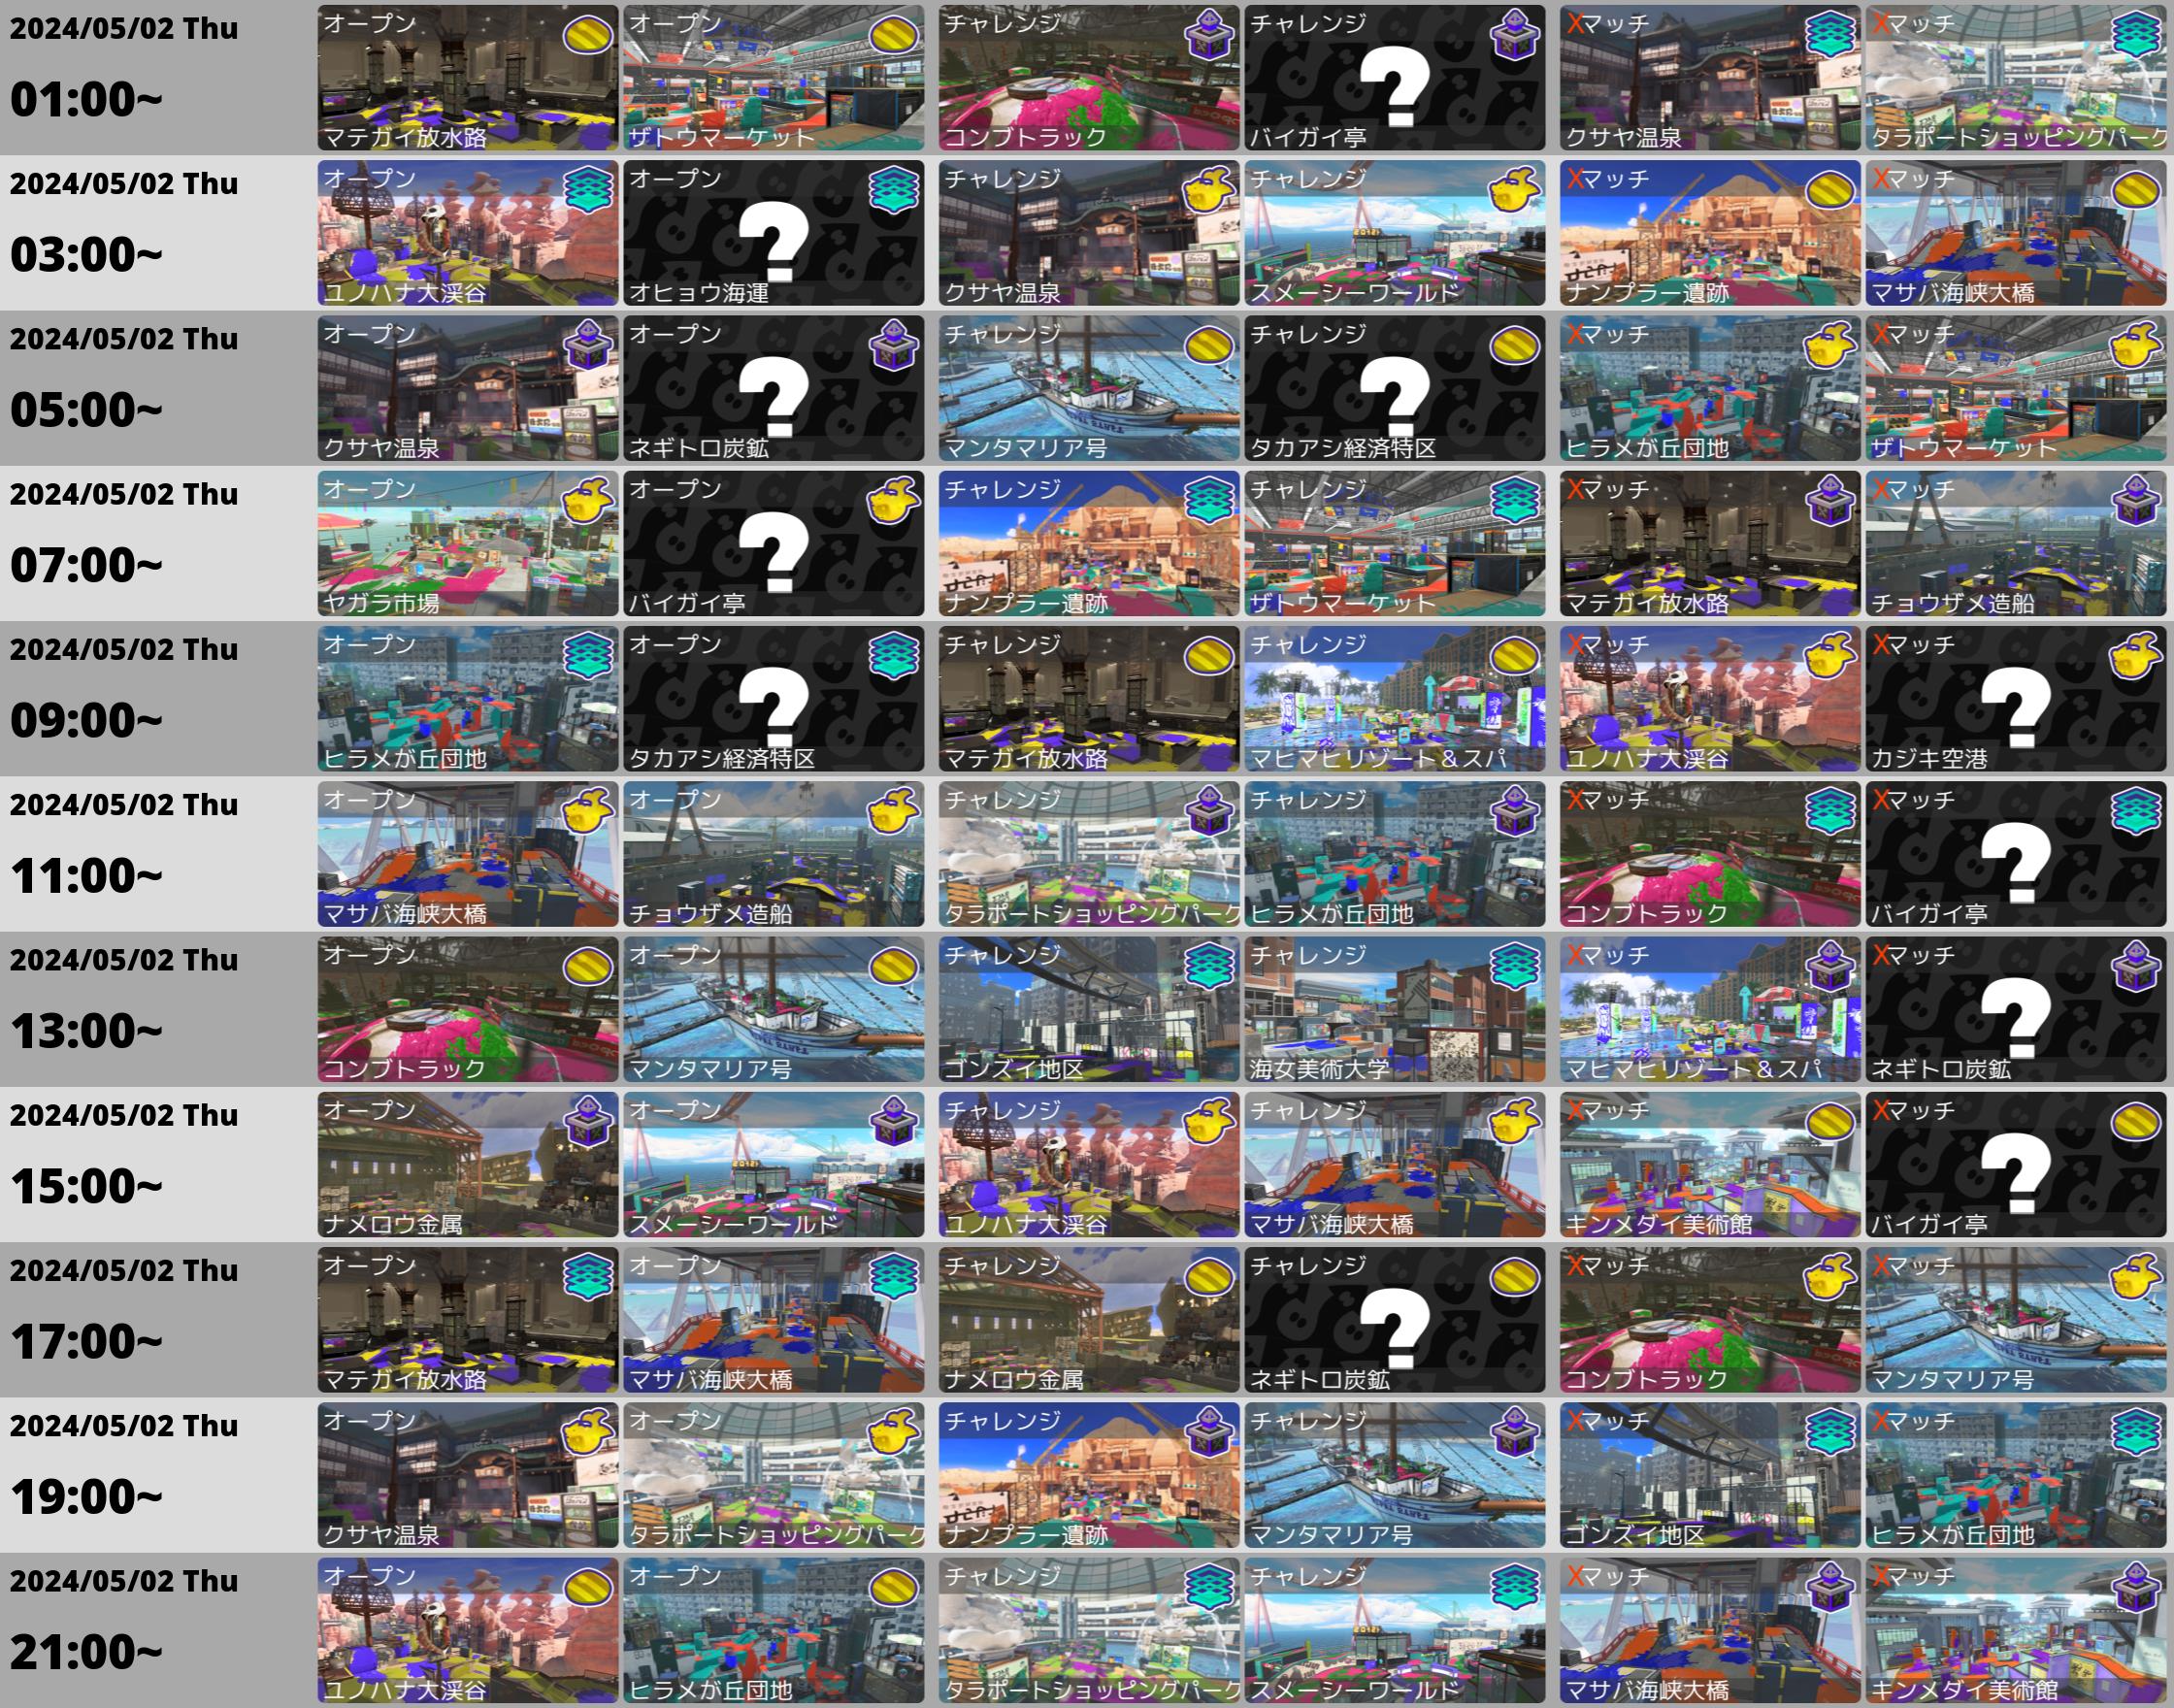 2024/05/02 Thu
01:00~
オープン
マテガイ放水路
オープン
ザトウマーケット
チャレンジ
コンブトラック
チャレンジ
バイガイ亭
Xマッチ
クサヤ温泉
Xマッチ
タラポートショッピングパーク
2024/05/02 Thu
03:00~
オープン
ユノハナ大渓谷
オープン
オヒョウ海運
チャレンジ
クサヤ温泉
チャレンジ
スメーシーワールド
Xマッチ
ナンプラー遺跡
Xマッチ
マサバ海峡大橋
2024/05/02 Thu
05:00~
オープン
クサヤ温泉
オープン
ネギトロ炭鉱
チャレンジ
マンタマリア号
チャレンジ
タカアシ経済特区
Xマッチ
ヒラメが丘団地
Xマッチ
ザトウマーケット
2024/05/02 Thu
07:00~
オープン
ヤガラ市場
オープン
バイガイ亭
チャレンジ
ナンプラー遺跡
チャレンジ
ザトウマーケット
Xマッチ
マテガイ放水路
Xマッチ
チョウザメ造船
2024/05/02 Thu
09:00~
オープン
ヒラメが丘団地
オープン
タカアシ経済特区
チャレンジ
マテガイ放水路
チャレンジ
マヒマヒリゾート＆スパ
Xマッチ
ユノハナ大渓谷
Xマッチ
カジキ空港
2024/05/02 Thu
11:00~
オープン
マサバ海峡大橋
オープン
チョウザメ造船
チャレンジ
タラポートショッピングパーク
チャレンジ
ヒラメが丘団地
Xマッチ
コンブトラック
Xマッチ
バイガイ亭
2024/05/02 Thu
13:00~
オープン
コンブトラック
オープン
マンタマリア号
チャレンジ
ゴンズイ地区
チャレンジ
海女美術大学
Xマッチ
マヒマヒリゾート＆スパ
Xマッチ
ネギトロ炭鉱
2024/05/02 Thu
15:00~
オープン
ナメロウ金属
オープン
スメーシーワールド
チャレンジ
ユノハナ大渓谷
チャレンジ
マサバ海峡大橋
Xマッチ
キンメダイ美術館
Xマッチ
バイガイ亭
2024/05/02 Thu
17:00~
オープン
マテガイ放水路
オープン
マサバ海峡大橋
チャレンジ
ナメロウ金属
チャレンジ
ネギトロ炭鉱
Xマッチ
コンブトラック
Xマッチ
マンタマリア号
2024/05/02 Thu
19:00~
オープン
クサヤ温泉
オープン
タラポートショッピングパーク
チャレンジ
ナンプラー遺跡
チャレンジ
マンタマリア号
Xマッチ
ゴンズイ地区
Xマッチ
ヒラメが丘団地
2024/05/02 Thu
21:00~
オープン
ユノハナ大渓谷
オープン
ヒラメが丘団地
チャレンジ
タラポートショッピングパーク
チャレンジ
スメーシーワールド
Xマッチ
マサバ海峡大橋
Xマッチ
キンメダイ美術館